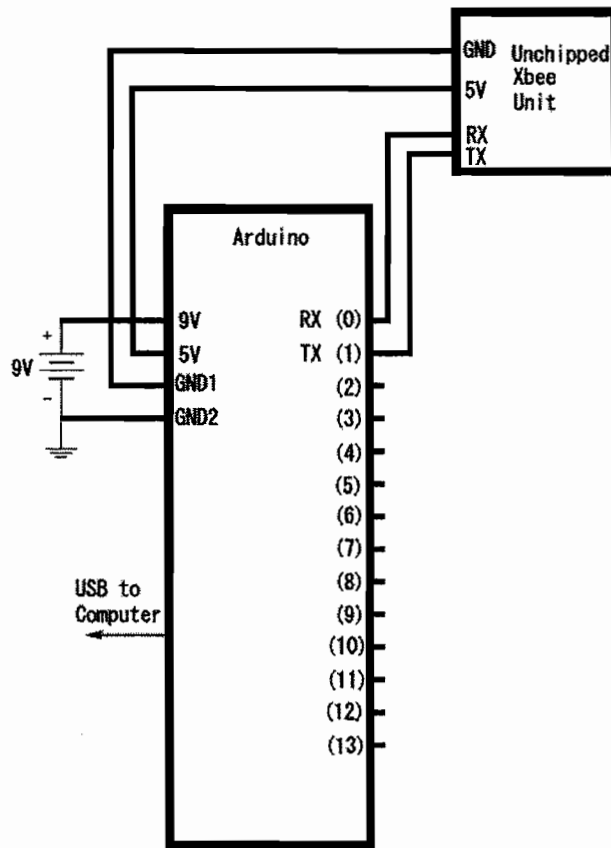 GND Unchipped
Xbee
5V Unit
RX
TX
Arduino
9V RX (0)
+
9V
5V TX (1)
GND1 (2)
-
GND2 (3)
(4)
(5)
(6)
(7)
USB to (8)
Computer (9)
(10)
(11)
(12)
(13)